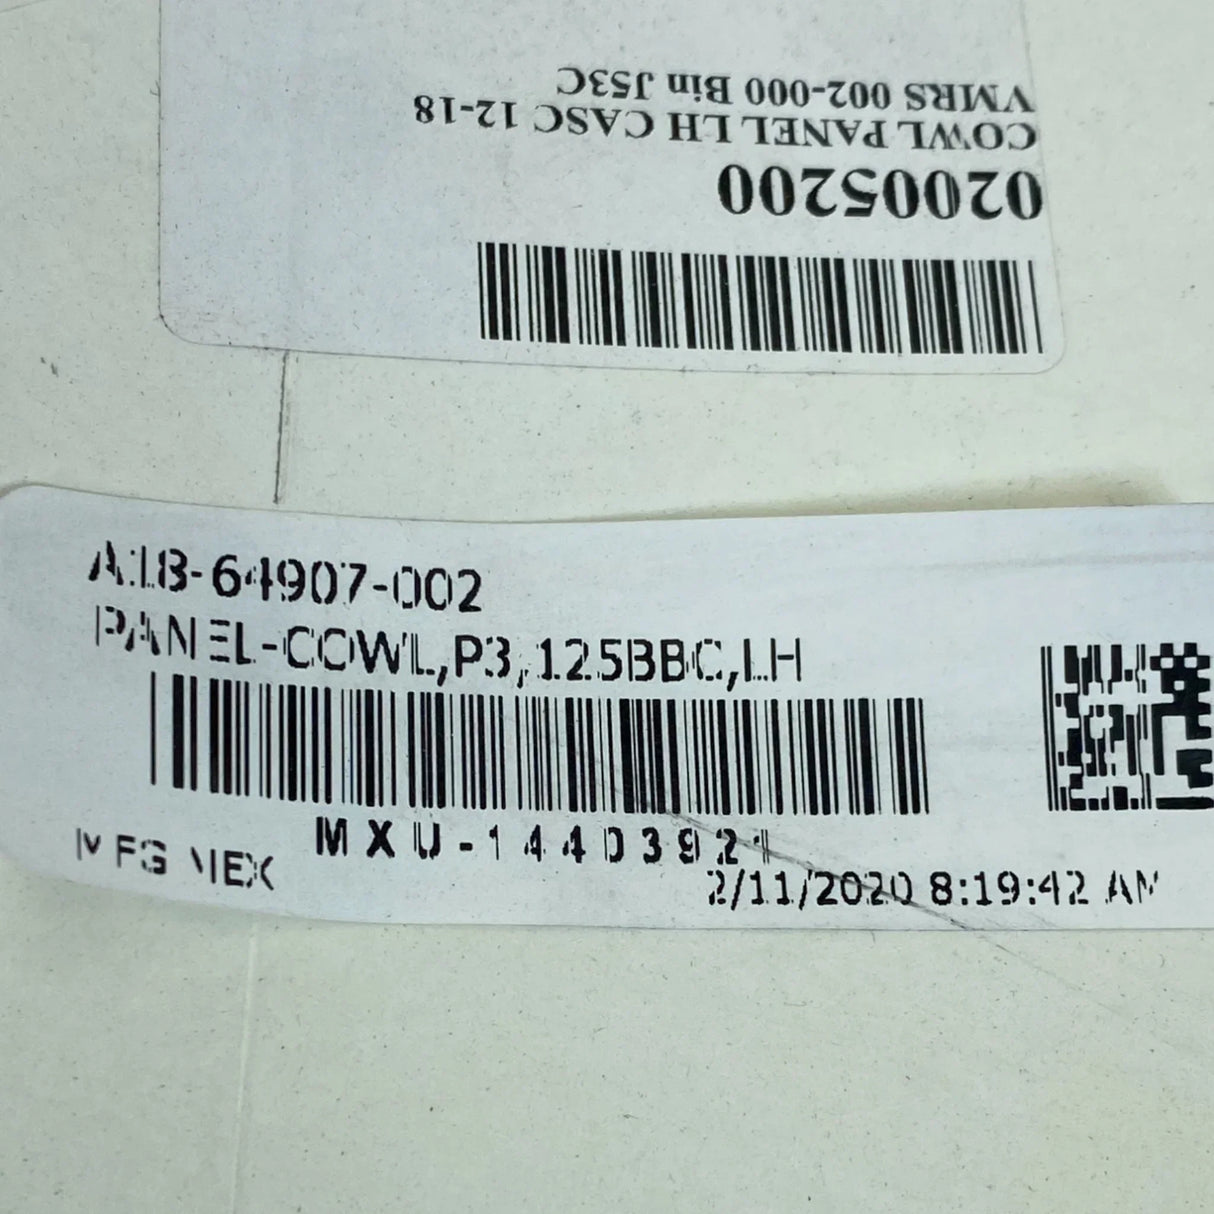 02005200
COWL PANEL LH CASC 12-18
VMRS 002-000 Bin J53C
A18-64907-002
PANEL-COWL,P3,125BBC,LH
MXU-14403921
MFG MEX
2/11/2020 8:19:42 AM